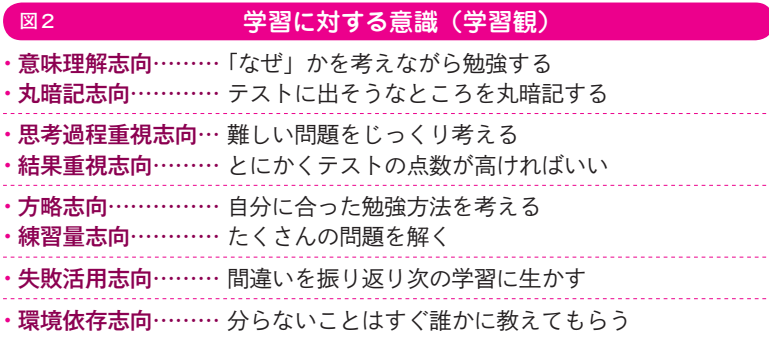 図2 学習に対する意識（学習観）
・意味理解志向………「なぜ」かを考えながら勉強する
・丸暗記志向………… テストに出そうなところを丸暗記する
・思考過程重視志向… 難しい問題をじっくり考える
・結果重視志向……… とにかくテストの点数が高ければいい
・方略志向…………… 自分に合った勉強方法を考える
・練習量志向………… たくさんの問題を解く
・失敗活用志向……… 間違いを振り返り次の学習に生かす
・環境依存志向……… 分らないことはすぐ誰かに教えてもらう